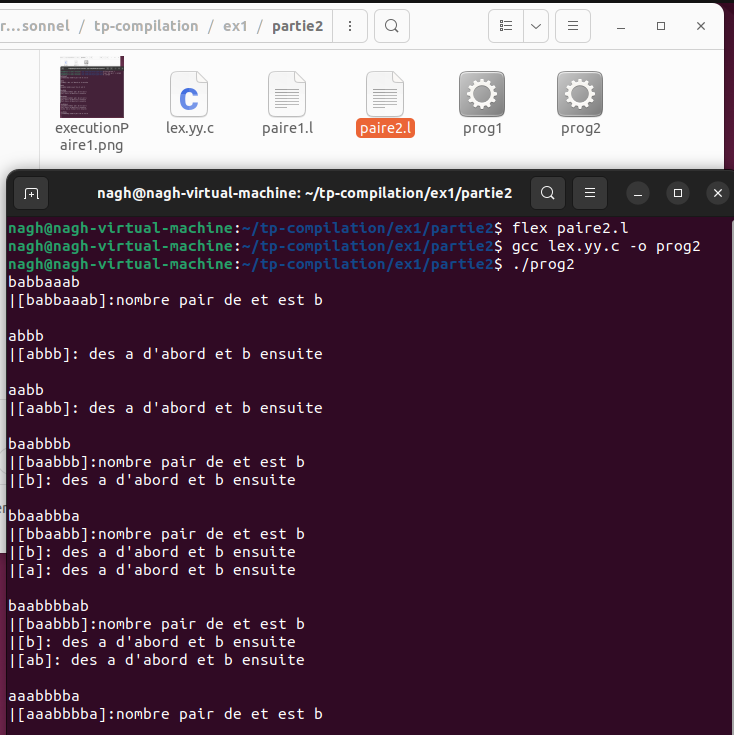 r…sonnel / tp-compilation / ex1 / partie2
executionP
aire1.png
lex.yy.c
paire1.l
paire2.l
prog1
prog2
nagh@nagh-virtual-machine: ~/tp-compilation/ex1/partie2
nagh@nagh-virtual-machine:~/tp-compilation/ex1/partie2$ flex paire2.l
nagh@nagh-virtual-machine:~/tp-compilation/ex1/partie2$ gcc lex.yy.c -o prog2
nagh@nagh-virtual-machine:~/tp-compilation/ex1/partie2$ ./prog2
babbaaab
|[babbaaab]:nombre pair de et est b
abbb
|[abbb]: des a d'abord et b ensuite
aabb
|[aabb]: des a d'abord et b ensuite
baabbbb
|[baabbb]:nombre pair de et est b
|[b]: des a d'abord et b ensuite
bbaabbba
|[bbaabb]:nombre pair de et est b
|[b]: des a d'abord et b ensuite
|[a]: des a d'abord et b ensuite
baabbbbab
|[baabbb]:nombre pair de et est b
|[b]: des a d'abord et b ensuite
|[ab]: des a d'abord et b ensuite
aaabbbba
|[aaabbbba]:nombre pair de et est b